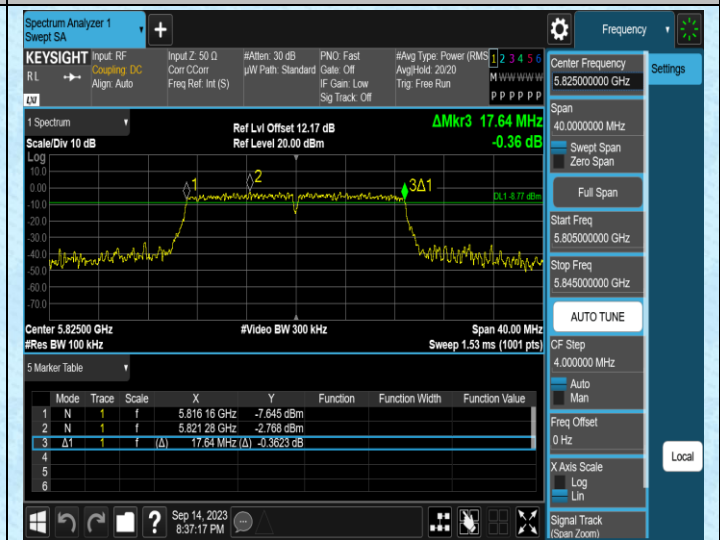 Spectrum Analyzer 1
Swept SA
+
Frequency
KEYSIGHT Input: RF Input Z: 50 Ω #Atten: 30 dB PNO: Fast #Avg Type: Power (RMS 1 2 3 4 5 6
RL Coupling: DC Corr CCorr µW Path: Standard Gate: Off Avg|Hold: 20/20 M W W W W W
Align: Auto Freq Ref: Int (S) IF Gain: Low Trig: Free Run
Sig Track: Off P P P P P P
LXI
1 Spectrum
Scale/Div 10 dB
Ref Lvl Offset 12.17 dB
Ref Level 20.00 dBm
ΔMkr3 17.64 MHz
-0.36 dB
Log
10.0
0.00
-10.0
-20.0
-30.0
-40.0
-50.0
-60.0
-70.0
1
2
3Δ1
DL1 -8.77 dBm
Center 5.82500 GHz #Video BW 300 kHz Span 40.00 MHz
#Res BW 100 kHz Sweep 1.53 ms (1001 pts)
5 Marker Table
Mode Trace Scale X Y Function Function Width Function Value
1 N 1 f 5.816 16 GHz -7.645 dBm
2 N 1 f 5.821 28 GHz -2.768 dBm
3 Δ1 1 f (Δ) 17.64 MHz (Δ) -0.3623 dB
4
5
6
? Sep 14, 2023
8:37:17 PM
Center Frequency
5.825000000 GHz
Span
40.0000000 MHz
Swept Span
Zero Span
Full Span
Start Freq
5.805000000 GHz
Stop Freq
5.845000000 GHz
AUTO TUNE
CF Step
4.000000 MHz
Auto
Man
Freq Offset
0 Hz
X Axis Scale
Log
Lin
Signal Track
(Span Zoom)
Settings
Local